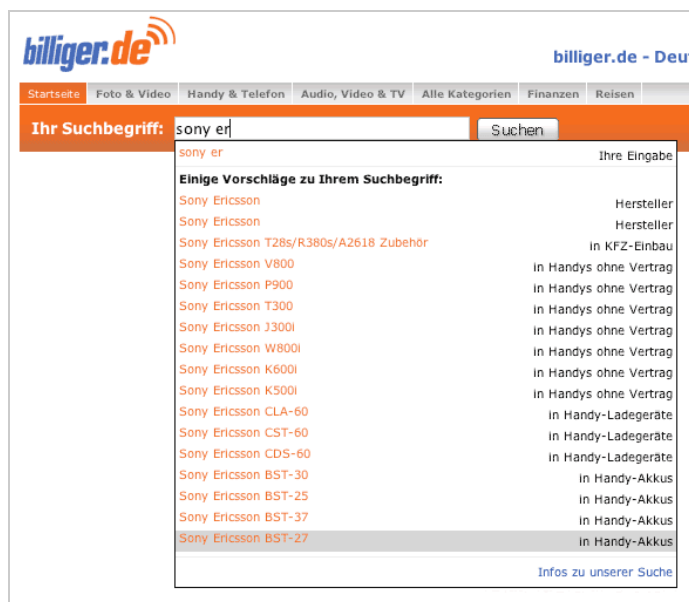 billiger.de
billiger.de - Deu
Startseite Foto & Video Handy & Telefon Audio, Video & TV Alle Kategorien Finanzen Reisen
Ihr Suchbegriff: sony er Suchen
sony er Ihre Eingabe
Einige Vorschläge zu Ihrem Suchbegriff:
Sony Ericsson Hersteller
Sony Ericsson Hersteller
Sony Ericsson T28s/R380s/A2618 Zubehör in KFZ-Einbau
Sony Ericsson V800 in Handys ohne Vertrag
Sony Ericsson P900 in Handys ohne Vertrag
Sony Ericsson T300 in Handys ohne Vertrag
Sony Ericsson J300i in Handys ohne Vertrag
Sony Ericsson W800i in Handys ohne Vertrag
Sony Ericsson K600i in Handys ohne Vertrag
Sony Ericsson K500i in Handys ohne Vertrag
Sony Ericsson CLA-60 in Handy-Ladegeräte
Sony Ericsson CST-60 in Handy-Ladegeräte
Sony Ericsson CDS-60 in Handy-Ladegeräte
Sony Ericsson BST-30 in Handy-Akkus
Sony Ericsson BST-25 in Handy-Akkus
Sony Ericsson BST-37 in Handy-Akkus
Sony Ericsson BST-27 in Handy-Akkus
Infos zu unserer Suche